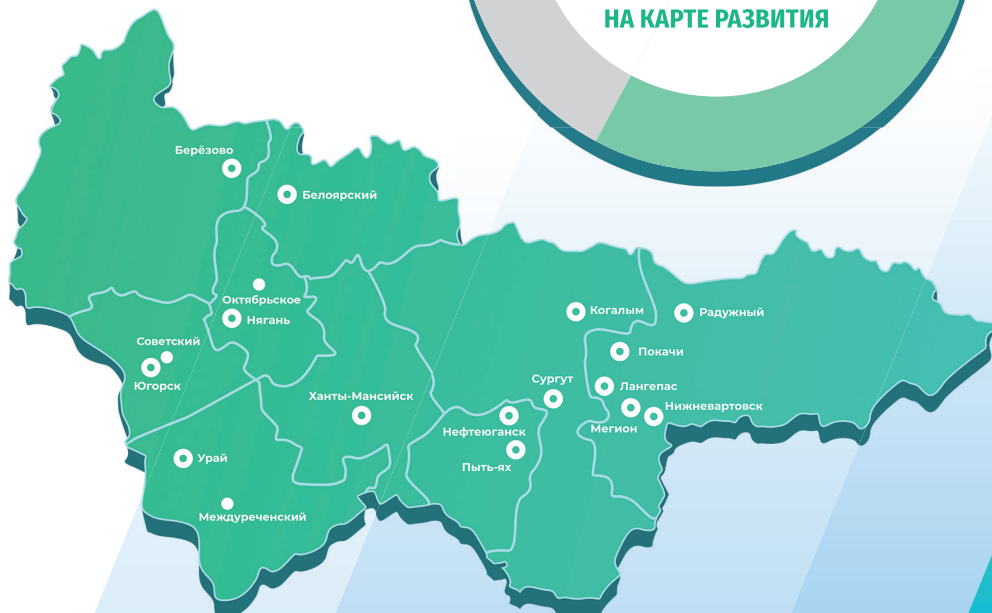 НА КАРТЕ РАЗВИТИЯ
Берёзово
Белоярский
Октябрьское
Нягань
Когалым
Радужный
Советский
Покачи
Югорск
Сургут
Лангепас
Ханты-Мансийск
Нижневартовск
Нефтеюганск
Мегион
Урай
Пыть-ях
Междуреченский